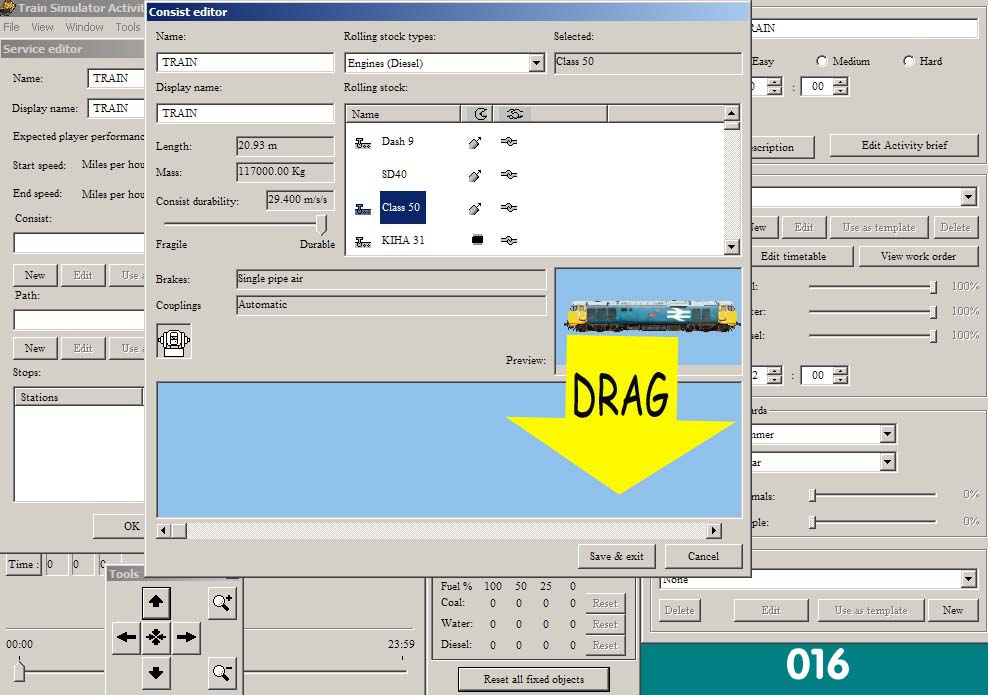 Train Simulator Activit
File View Window Tools
Service editor
Name: TRAIN
Display name: TRAIN
Expected player performanc
Start speed: Miles per hou
End speed: Miles per hou
Consist:
New Edit Use a
Path:
New Edit Use a
Stops:
Stations
OK
Consist editor
Name:
TRAIN
Display name:
TRAIN
Length: 20.93 m
Mass: 117000.00 Kg
Consist durability: 29.400 m/s/s
Fragile Durable
Rolling stock types:
Engines (Diesel)
Selected:
Class 50
Rolling stock:
Name
Dash 9
SD40
Class 50
KIHA 31
Brakes: Single pipe air
Couplings Automatic
Preview:
DRAG
Save & exit Cancel
RAIN
Easy Medium Hard
0 : 00
scription Edit Activity brief
ew Edit Use as template Delete
Edit timetable View work order
l: 100%
ter: 100%
sel: 100%
2 : 00
ards
mmer
ar
mals: 0%
ple: 0%
None
Delete Edit Use as template New
Time : 0 0 0
Tools
00:00 23:59
Fuel % 100 50 25 0
Coal: 0 0 0 0 Reset
Water: 0 0 0 0 Reset
Diesel: 0 0 0 0 Reset
Reset all fixed objects
016